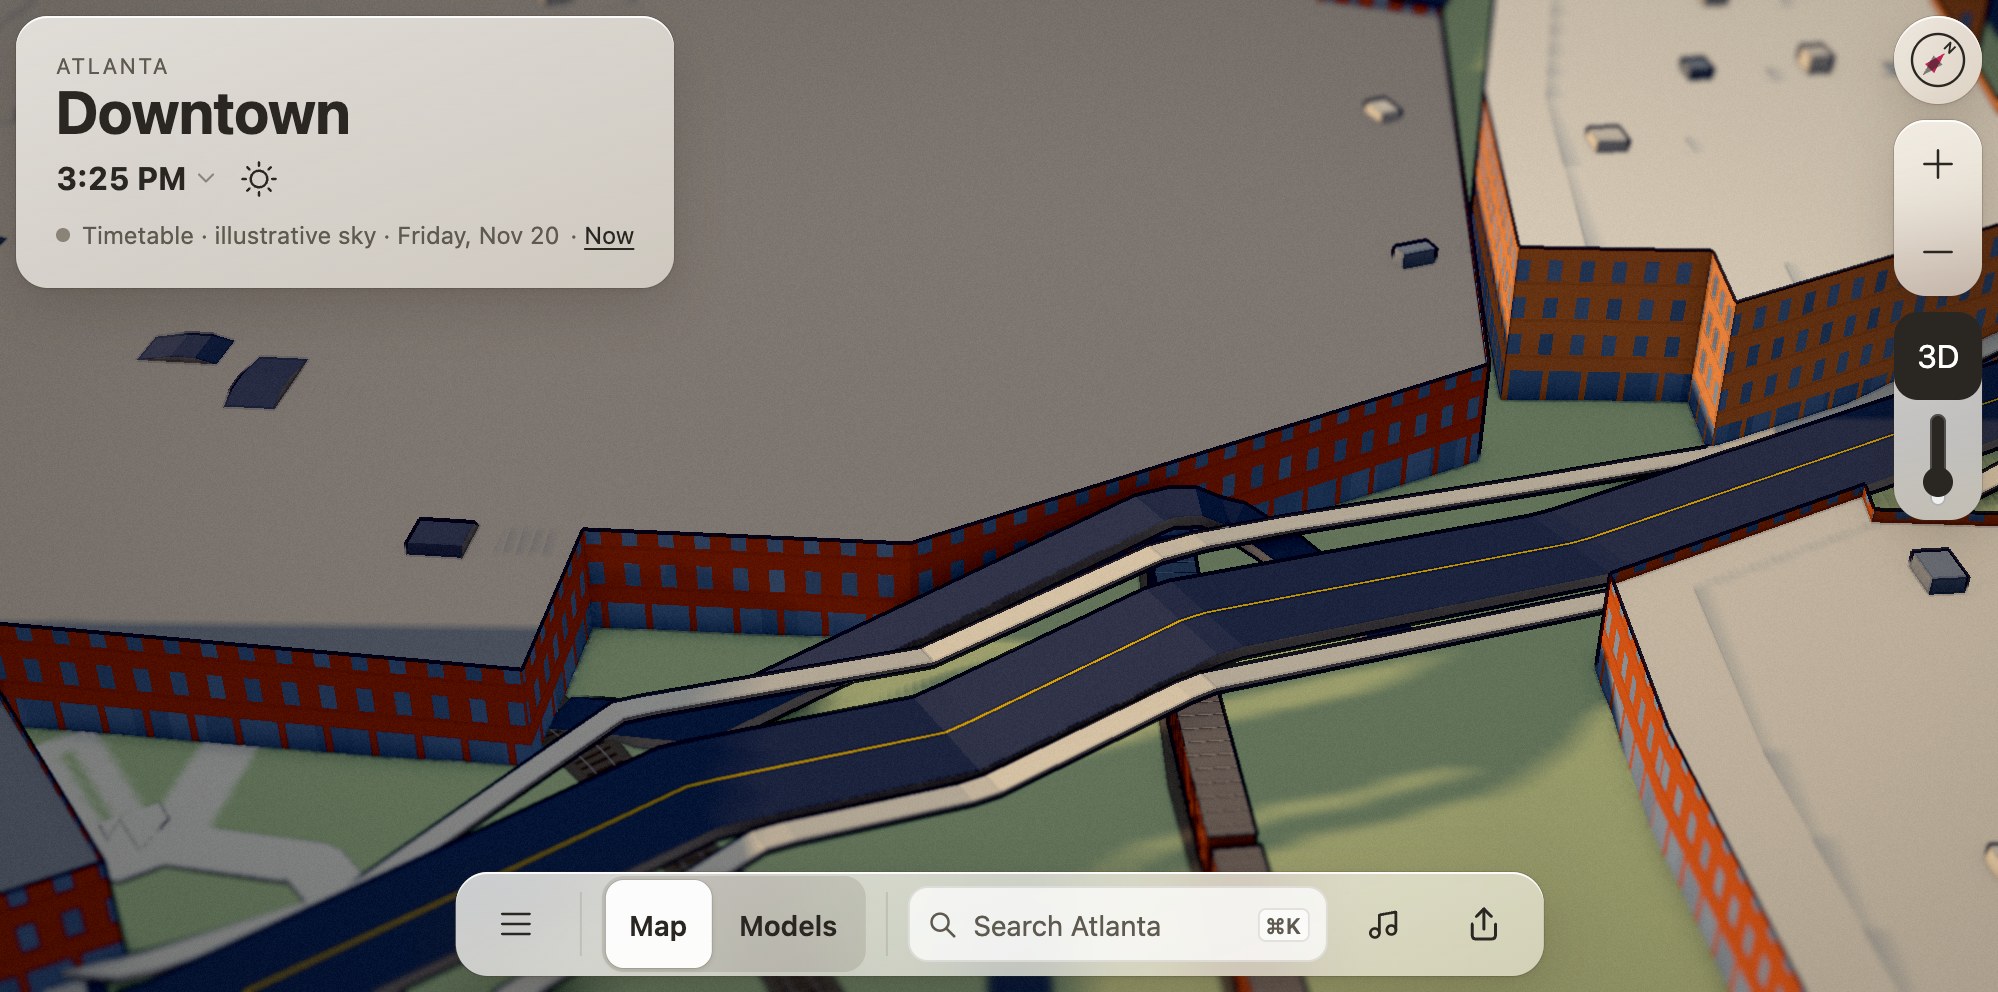 ATLANTA
Downtown
3:25 PM
Timetable · illustrative sky · Friday, Nov 20 · Now
N
3D
Map
Models
Search Atlanta
⌘K